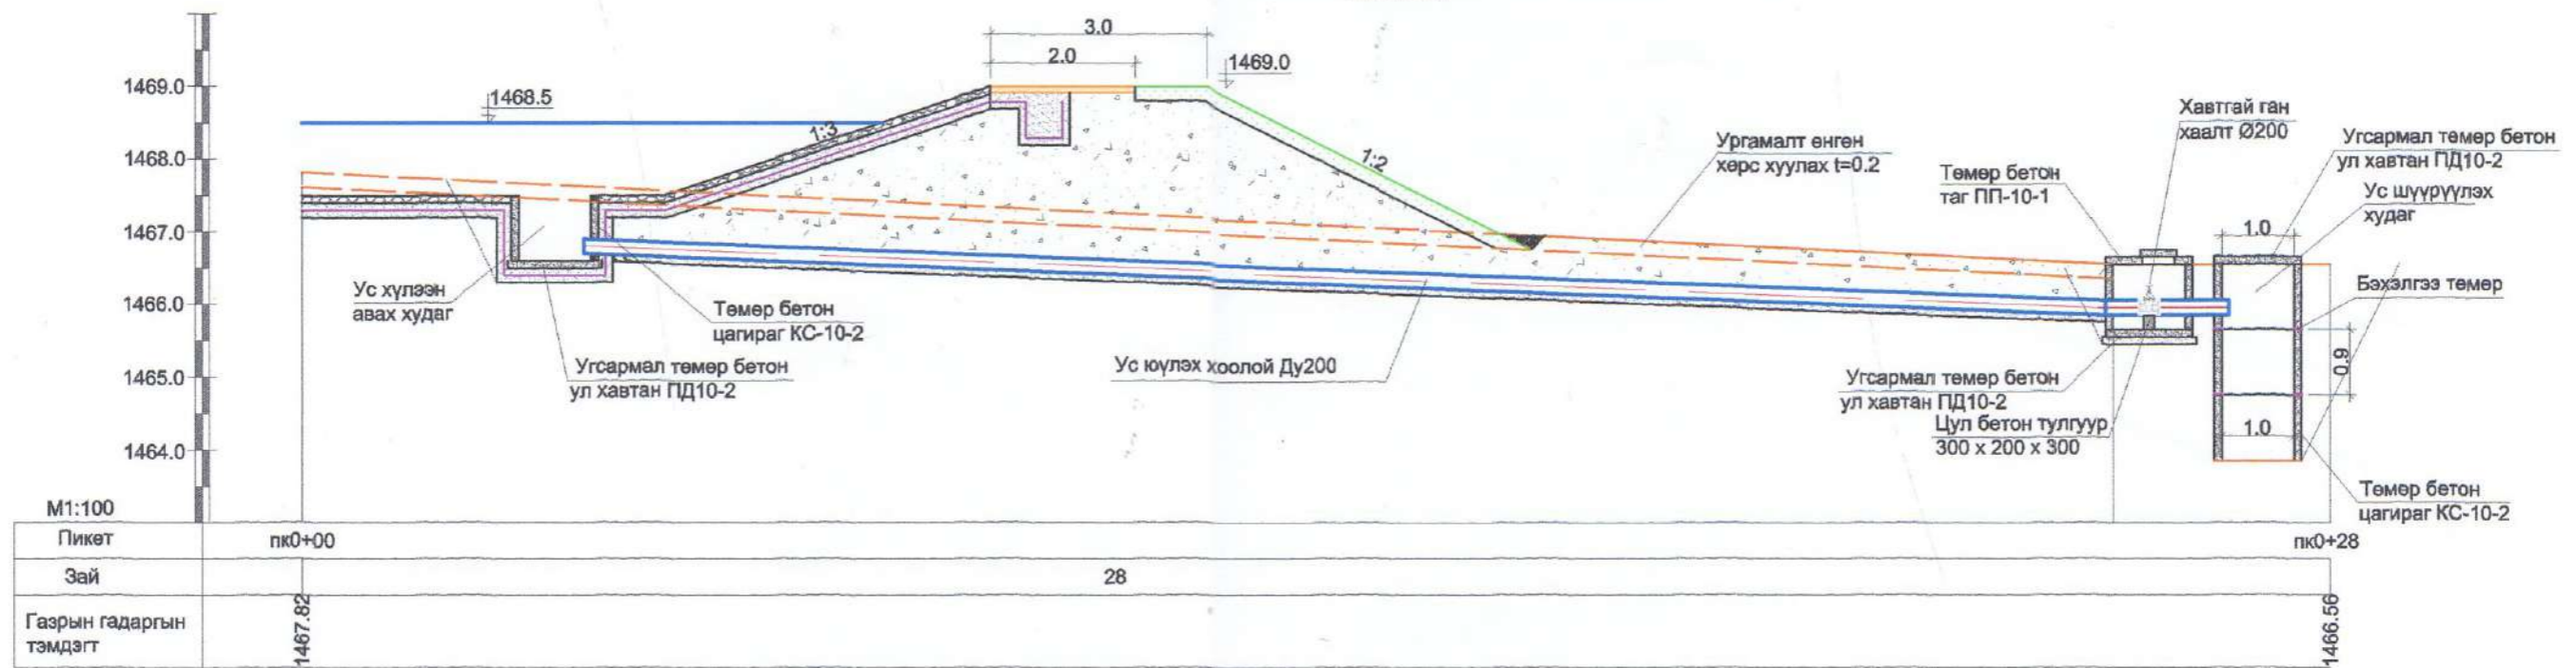 3.0
2.0
1469.0
1468.5
1469.0
1468.0
1467.0
1466.0
1465.0
1464.0
1:3
1:2
Ургамалт өнгөн
хөрс хуулах t=0.2
Хавтгай ган
хаалт Ø200
Төмөр бетон
таг ПП-10-1
Угсармал төмөр бетон
ул хавтан ПД10-2
Ус шүүрүүлэх
худаг
1.0
Бэхэлгээ төмөр
0.9
1.0
Ус хүлээн
авах худаг
Төмөр бетон
цагираг КС-10-2
Угсармал төмөр бетон
ул хавтан ПД10-2
Ус юүлэх хоолой Ду200
Угсармал төмөр бетон
ул хавтан ПД10-2
Цул бетон тулгуур
300 x 200 x 300
Төмөр бетон
цагираг КС-10-2
М1:100
Пикет
пк0+00
пк0+28
Зай
28
Газрын гадаргын
тэмдэгт
1467.82
1466.56